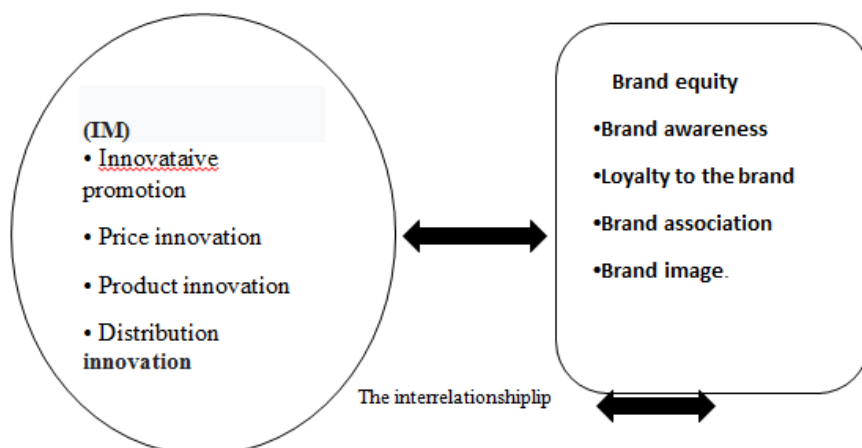 (IM)
• Innovataive
promotion
• Price innovation
• Product innovation
• Distribution
innovation
Brand equity
•Brand awareness
•Loyalty to the brand
•Brand association
•Brand image.
The interrelationshiplip